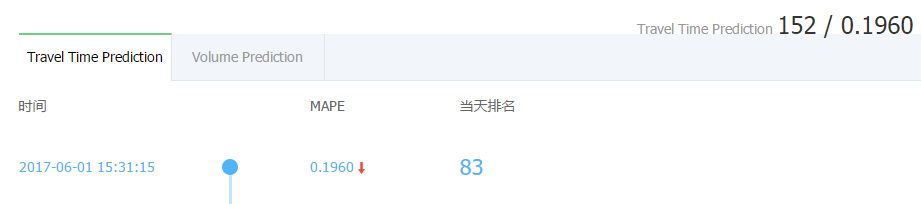 Travel Time Prediction 152 / 0.1960
Travel Time Prediction Volume Prediction
时间 MAPE 当天排名
2017-06-01 15:31:15 0.1960 83